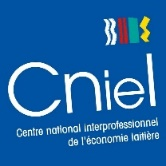 Cniel
Centre national interprofessionnel
de l'économie laitière